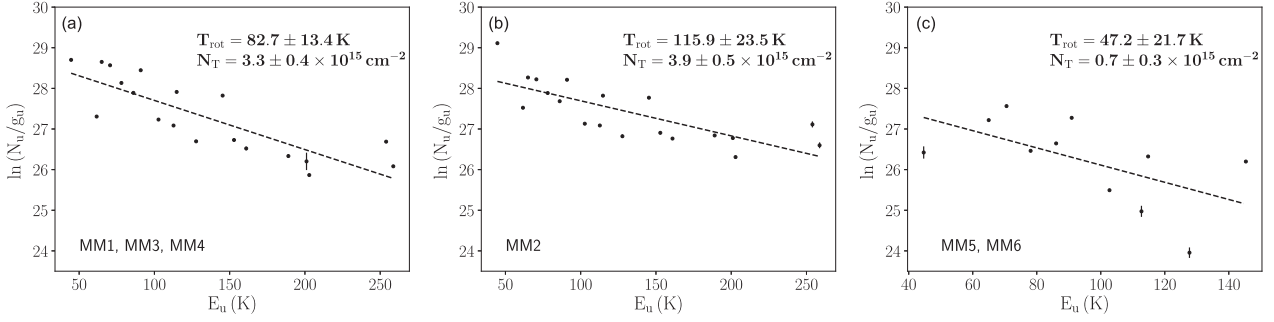 (a)
T_rot = 82.7 ± 13.4 K
N_T = 3.3 ± 0.4 × 10^15 cm^−2
ln (N_u/g_u)
30
29
28
27
26
25
24
MM1, MM3, MM4
50 100 150 200 250
E_u (K)
(b)
T_rot = 115.9 ± 23.5 K
N_T = 3.9 ± 0.5 × 10^15 cm^−2
ln (N_u/g_u)
30
29
28
27
26
25
24
MM2
50 100 150 200 250
E_u (K)
(c)
T_rot = 47.2 ± 21.7 K
N_T = 0.7 ± 0.3 × 10^15 cm^−2
ln (N_u/g_u)
30
29
28
27
26
25
24
MM5, MM6
40 60 80 100 120 140
E_u (K)